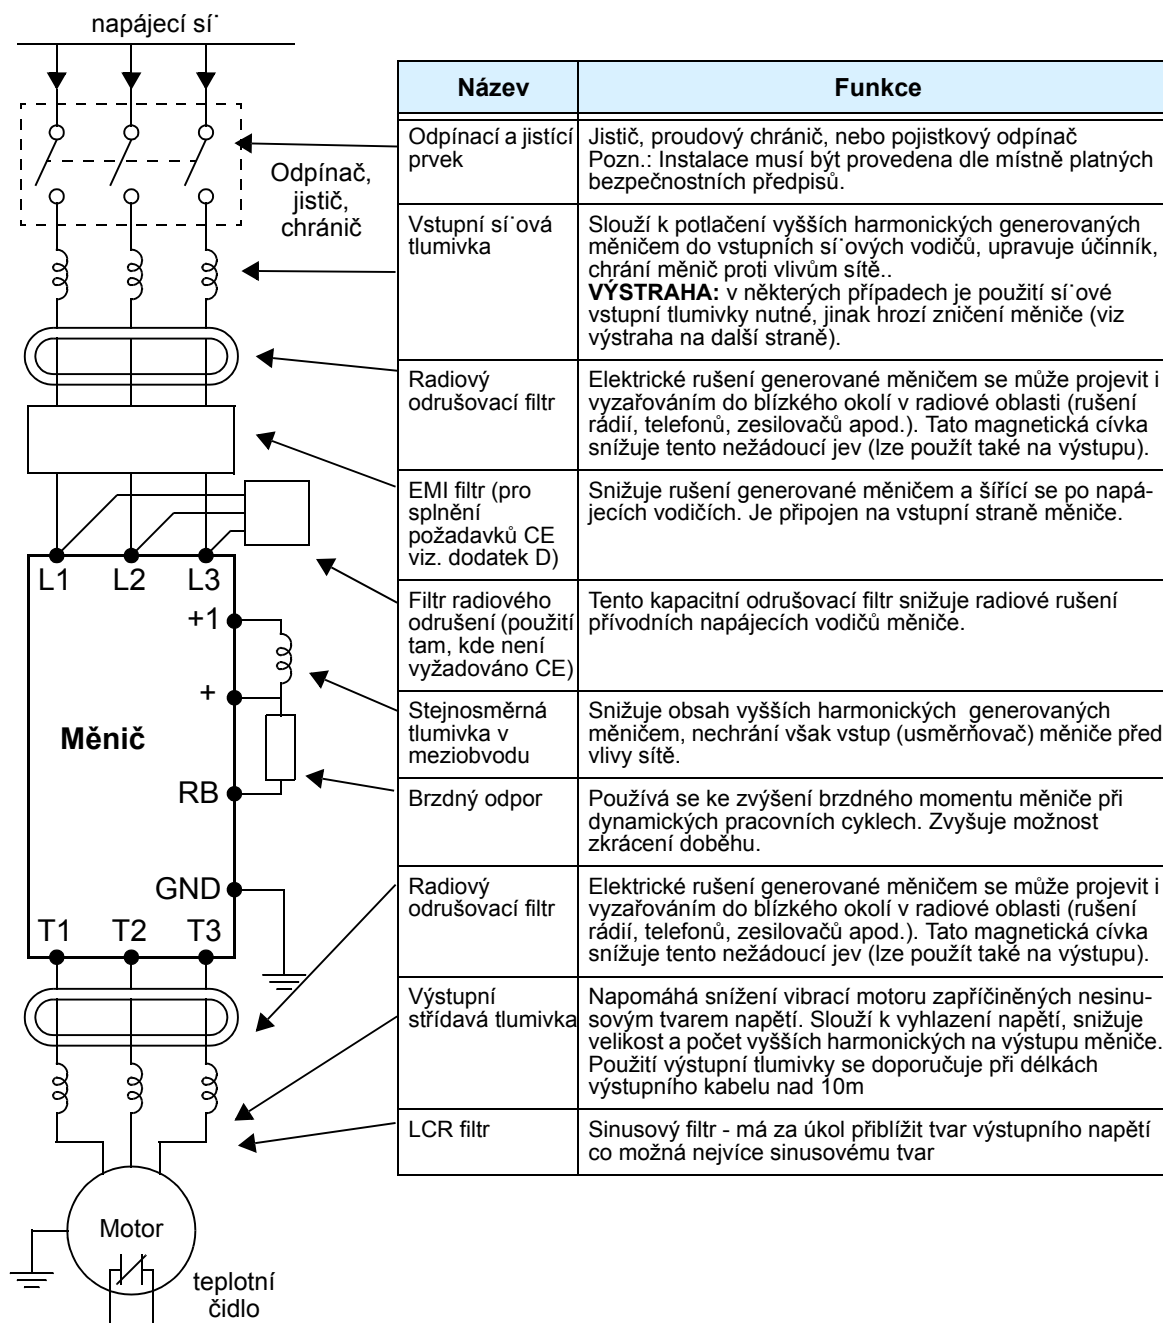 napájecí sí˙
Odpínač,
jistič,
chránič
L1 L2 L3
+1
+
Měnič
RB
GND
T1 T2 T3
Motor
teplotní
čidlo
Název Funkce
Odpínací a jistící
prvek
Jistič, proudový chránič, nebo pojistkový odpínač
Pozn.: Instalace musí být provedena dle místně platných
bezpečnostních předpisů.
Vstupní sí˙ová
tlumivka
Slouží k potlačení vyšších harmonických generovaných
měničem do vstupních sí˙ových vodičů, upravuje účinník,
chrání měnič proti vlivům sítě..
VÝSTRAHA: v některých případech je použití sí˙ové
vstupní tlumivky nutné, jinak hrozí zničení měniče (viz
výstraha na další straně).
Radiový
odrušovací filtr
Elektrické rušení generované měničem se může projevit i
vyzařováním do blízkého okolí v radiové oblasti (rušení
rádií, telefonů, zesilovačů apod.). Tato magnetická cívka
snížuje tento nežádoucí jev (lze použít také na výstupu).
EMI filtr (pro
splnění
požadavků CE
viz. dodatek D)
Snižuje rušení generované měničem a šířící se po napá-
jecích vodičích. Je připojen na vstupní straně měniče.
Filtr radiového
odrušení (použití
tam, kde není
vyžadováno CE)
Tento kapacitní odrušovací filtr snižuje radiové rušení
přívodních napájecích vodičů měniče.
Stejnosměrná
tlumivka v
meziobvodu
Snižuje obsah vyšších harmonických generovaných
měničem, nechrání však vstup (usměrňovač) měniče před
vlivy sítě.
Brzdný odpor
Používá se ke zvýšení brzdného momentu měniče při
dynamických pracovních cyklech. Zvyšuje možnost
zkrácení doběhu.
Radiový
odrušovací filtr
Elektrické rušení generované měničem se může projevit i
vyzařováním do blízkého okolí v radiové oblasti (rušení
rádií, telefonů, zesilovačů apod.). Tato magnetická cívka
snížuje tento nežádoucí jev (lze použít také na výstupu).
Výstupní
střídavá tlumivka
Napomáhá snížení vibrací motoru zapříčiněných nesinu-
sovým tvarem napětí. Slouží k vyhlazení napětí, snižuje
velikost a počet vyšších harmonických na výstupu měniče.
Použití výstupní tlumivky se doporučuje při délkách
výstupního kabelu nad 10m
LCR filtr
Sinusový filtr - má za úkol přiblížit tvar výstupního napětí
co možná nejvíce sinusovému tvar